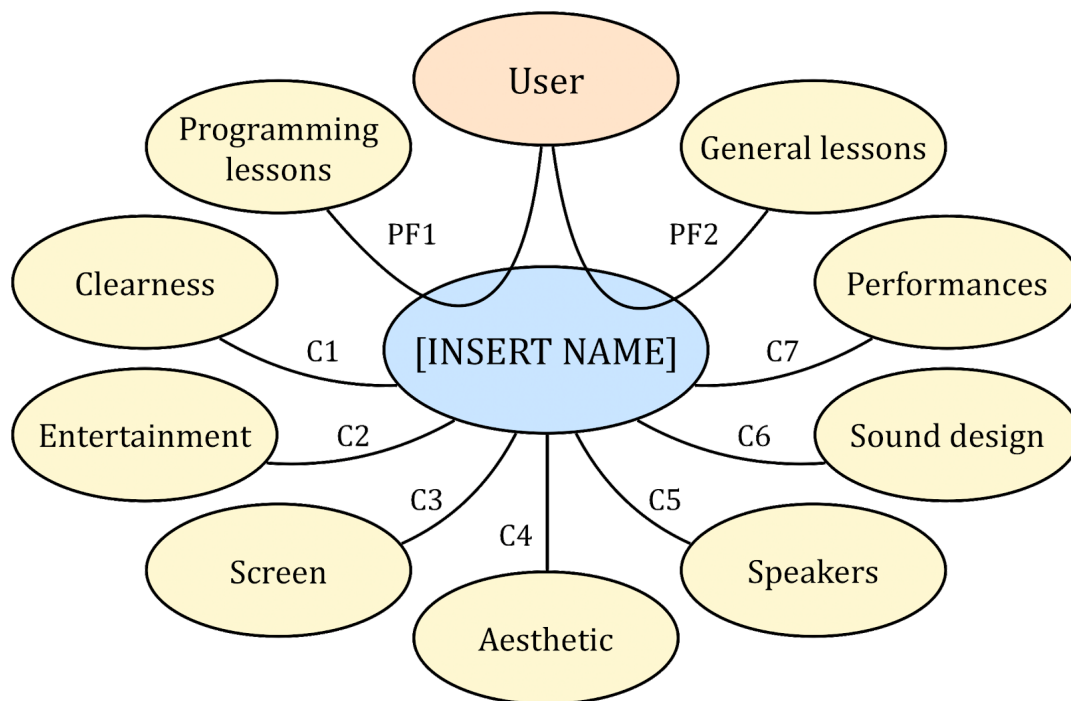 User
Programming
lessons
General lessons
PF1
PF2
Clearness
Performances
C1
[INSERT NAME]
C7
Entertainment
C2
C6
Sound design
C3
C4
C5
Screen
Speakers
Aesthetic